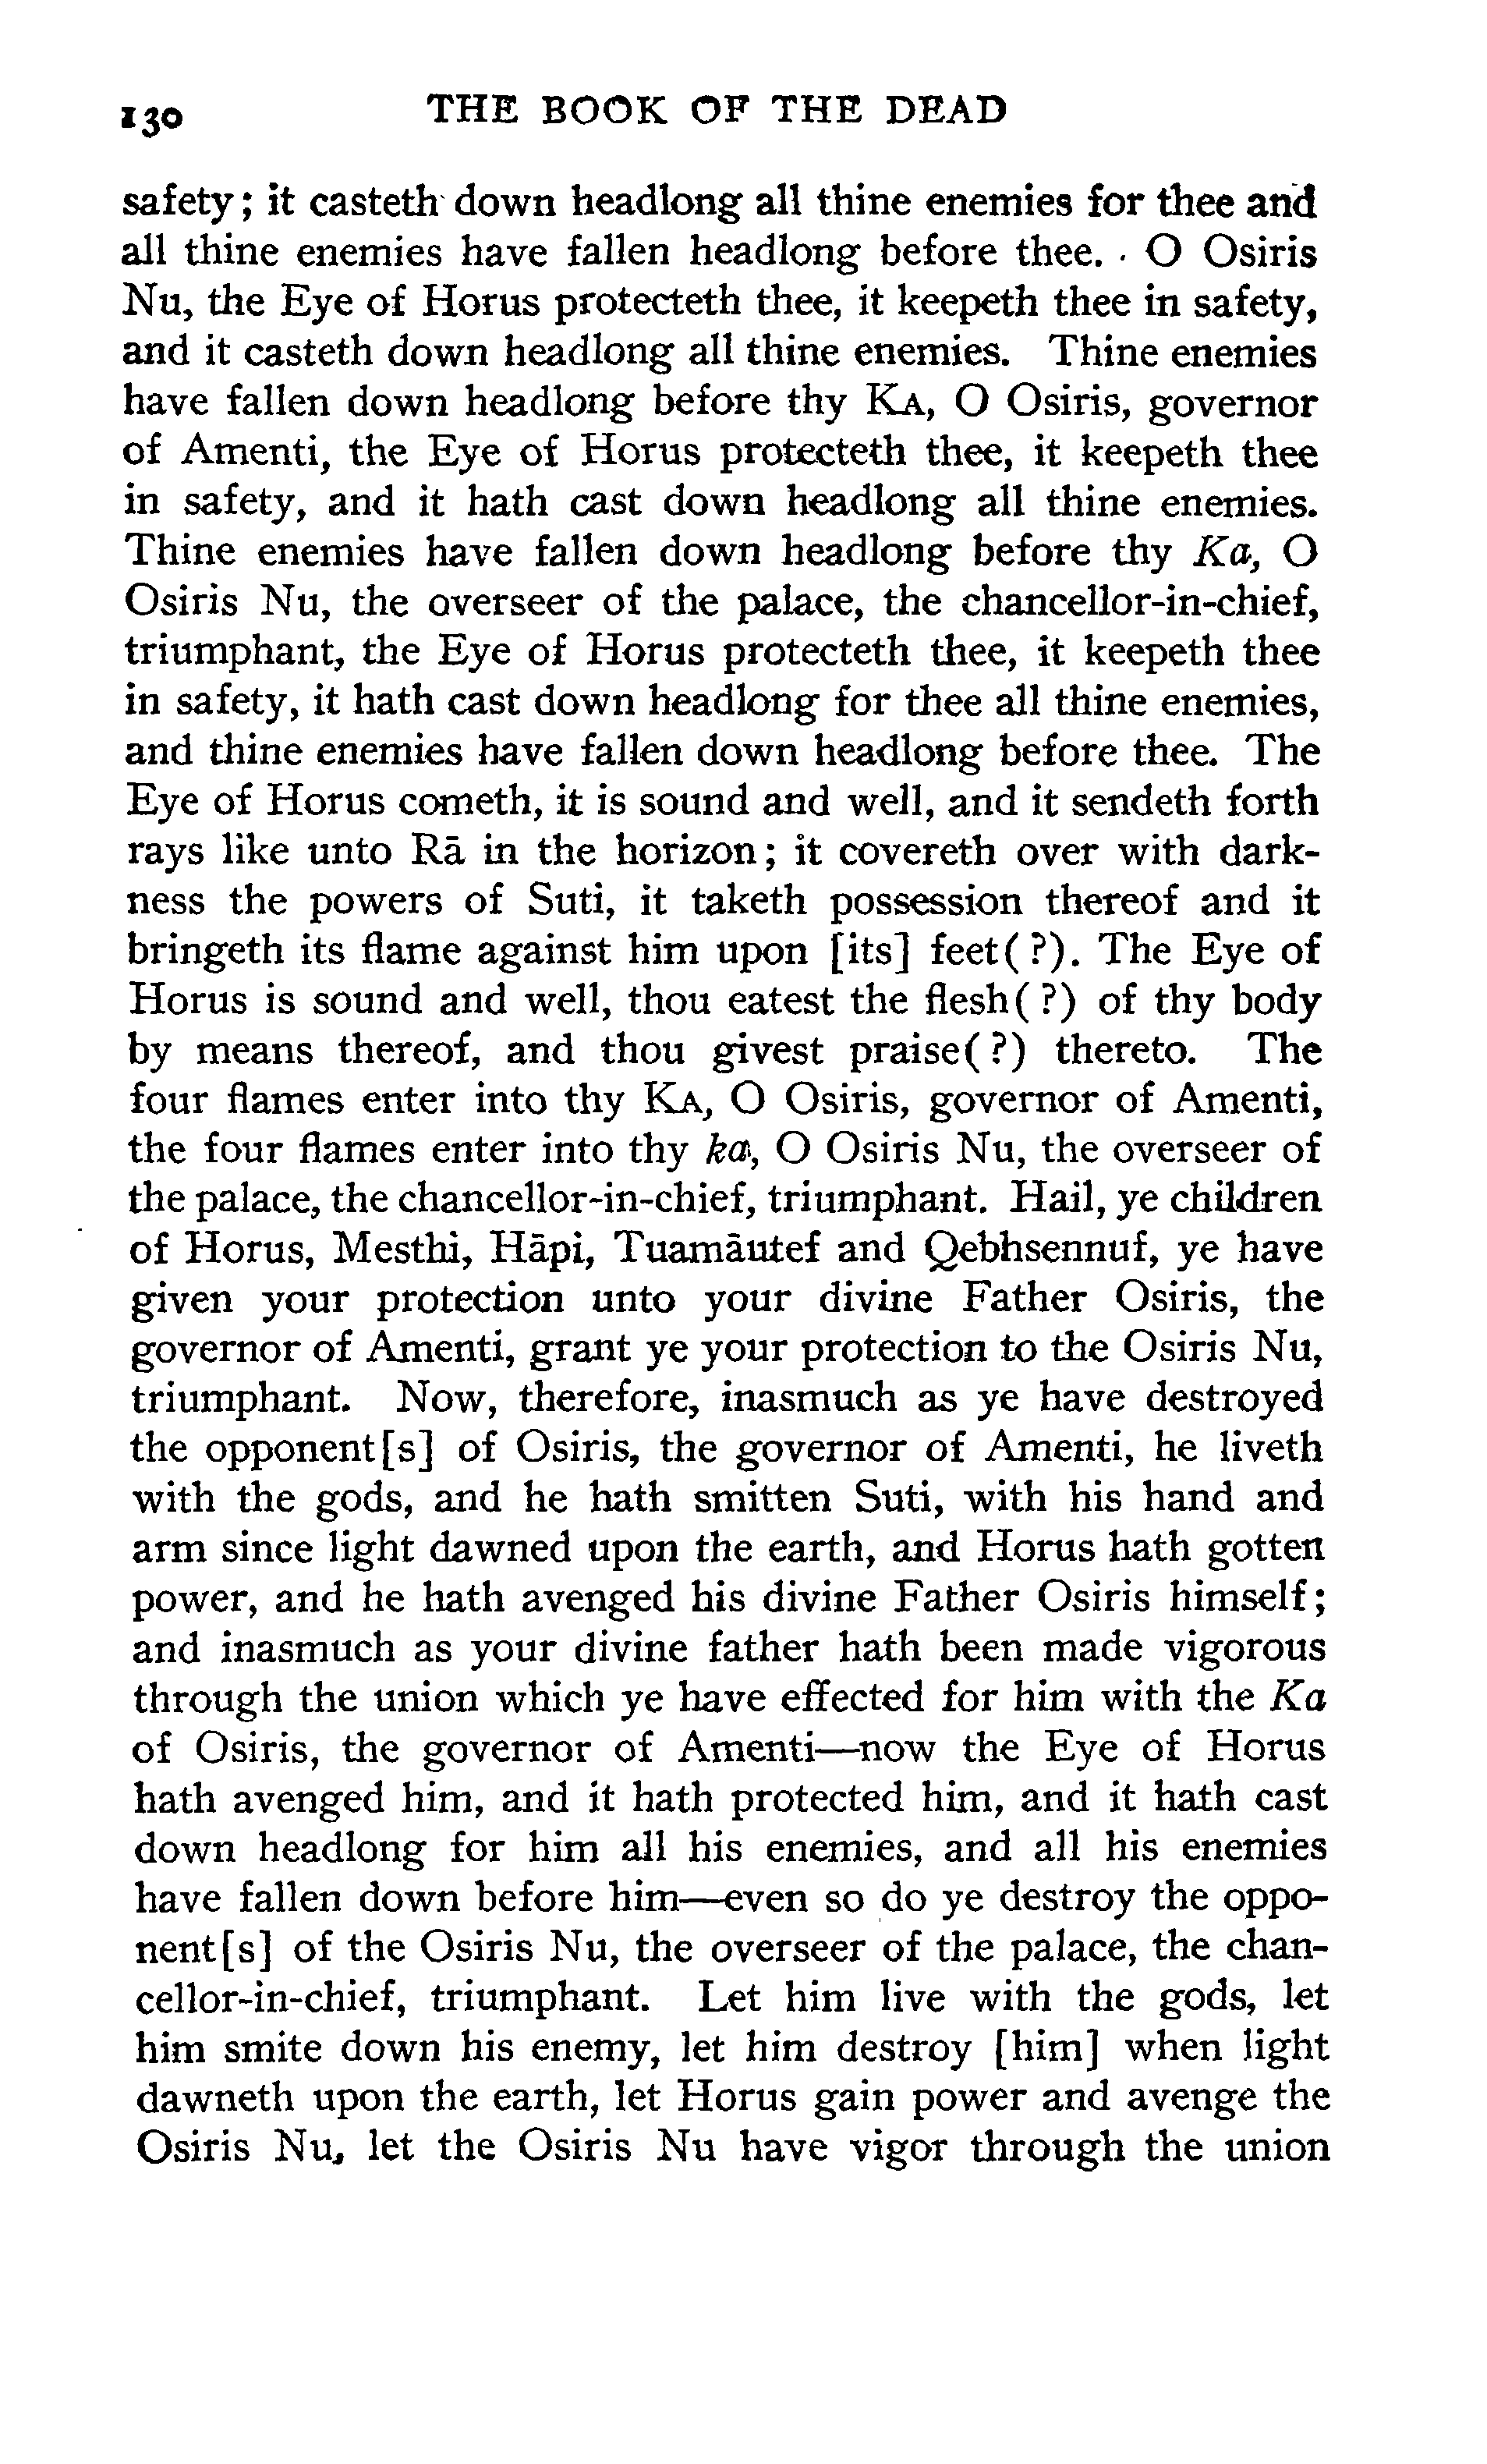 130 THE BOOK OF THE DEAD
safety; it casteth down headlong all thine enemies for thee and
all thine enemies have fallen headlong before thee. O Osiris
Nu, the Eye of Horus protecteth thee, it keepeth thee in safety,
and it casteth down headlong all thine enemies. Thine enemies
have fallen down headlong before thy KA, O Osiris, governor
of Amenti, the Eye of Horus protecteth thee, it keepeth thee
in safety, and it hath cast down headlong all thine enemies.
Thine enemies have fallen down headlong before thy Ka, O
Osiris Nu, the overseer of the palace, the chancellor-in-chief,
triumphant, the Eye of Horus protecteth thee, it keepeth thee
in safety, it hath cast down headlong for thee all thine enemies,
and thine enemies have fallen down headlong before thee. The
Eye of Horus cometh, it is sound and well, and it sendeth forth
rays like unto Rā in the horizon; it covereth over with dark-
ness the powers of Suti, it taketh possession thereof and it
bringeth its flame against him upon [its] feet(?). The Eye of
Horus is sound and well, thou eatest the flesh(?) of thy body
by means thereof, and thou givest praise(?) thereto. The
four flames enter into thy KA, O Osiris, governor of Amenti,
the four flames enter into thy ka, O Osiris Nu, the overseer of
the palace, the chancellor-in-chief, triumphant. Hail, ye children
of Horus, Mesthi, Hāpi, Tuamāutef and Qebhsennuf, ye have
given your protection unto your divine Father Osiris, the
governor of Amenti, grant ye your protection to the Osiris Nu,
triumphant. Now, therefore, inasmuch as ye have destroyed
the opponent[s] of Osiris, the governor of Amenti, he liveth
with the gods, and he hath smitten Suti, with his hand and
arm since light dawned upon the earth, and Horus hath gotten
power, and he hath avenged his divine Father Osiris himself;
and inasmuch as your divine father hath been made vigorous
through the union which ye have effected for him with the Ka
of Osiris, the governor of Amenti—now the Eye of Horus
hath avenged him, and it hath protected him, and it hath cast
down headlong for him all his enemies, and all his enemies
have fallen down before him—even so do ye destroy the oppo-
nent[s] of the Osiris Nu, the overseer of the palace, the chan-
cellor-in-chief, triumphant. Let him live with the gods, let
him smite down his enemy, let him destroy [him] when light
dawneth upon the earth, let Horus gain power and avenge the
Osiris Nu, let the Osiris Nu have vigor through the union